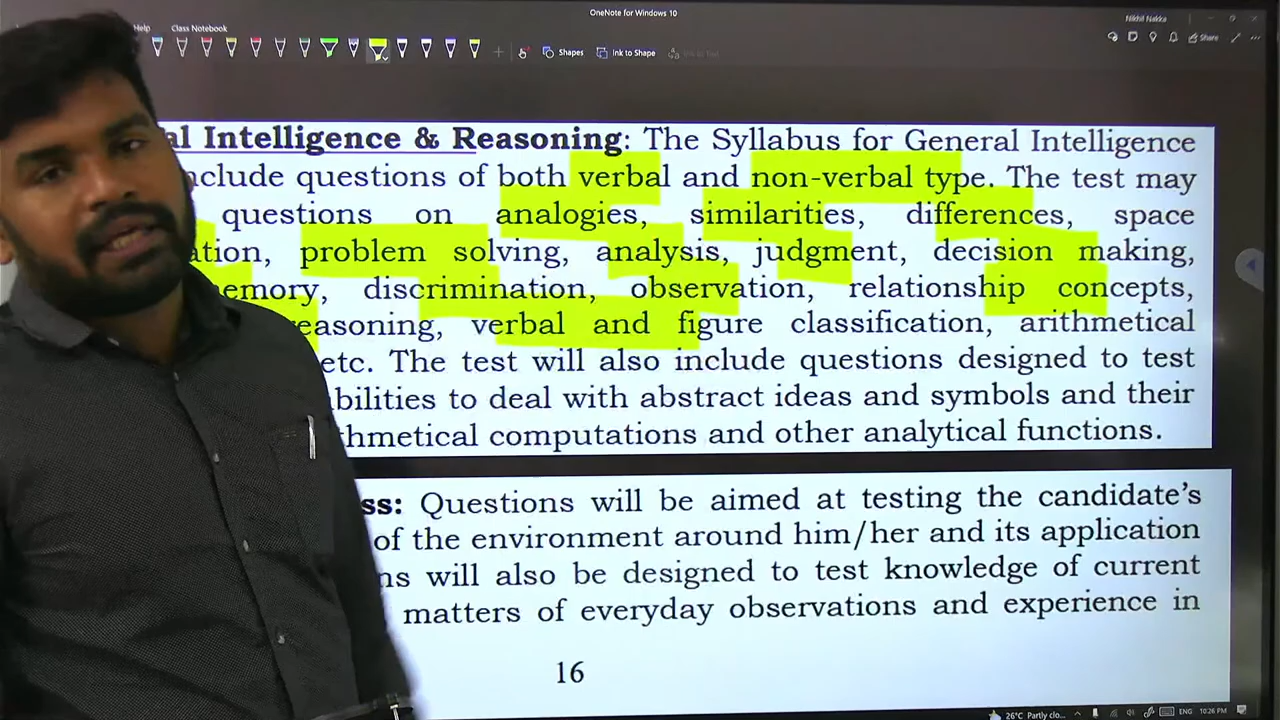 OneNote for Windows 10
Nikhil Nakka
Help Class Notebook
Shapes Ink to Shape
Share
al Intelligence & Reasoning: The Syllabus for General Intelligence
nclude questions of both verbal and non-verbal type. The test may
questions on analogies, similarities, differences, space
ation, problem solving, analysis, judgment, decision making,
emory, discrimination, observation, relationship concepts,
reasoning, verbal and figure classification, arithmetical
etc. The test will also include questions designed to test
bilities to deal with abstract ideas and symbols and their
thmetical computations and other analytical functions.
ss: Questions will be aimed at testing the candidate's
of the environment around him/her and its application
ns will also be designed to test knowledge of current
matters of everyday observations and experience in
16
26°C Partly clo... ENG 10:26 PM